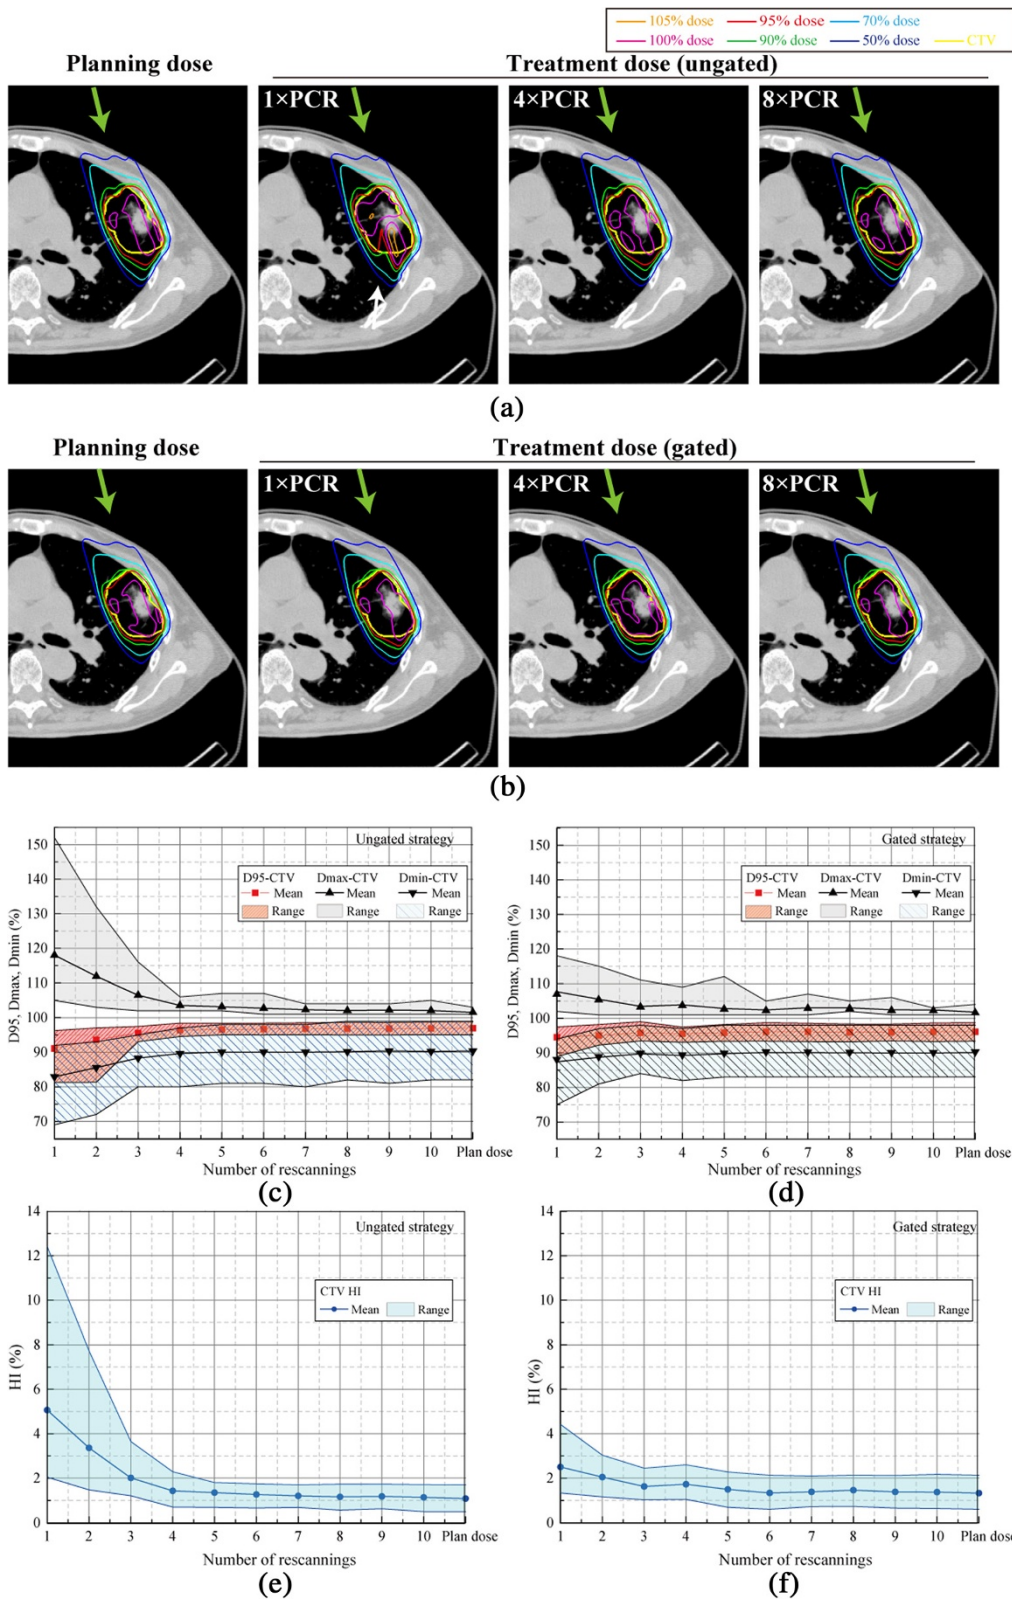 105% dose 95% dose 70% dose
100% dose 90% dose 50% dose CTV
Planning dose Treatment dose (ungated)
1×PCR 4×PCR 8×PCR
(a)
Planning dose Treatment dose (gated)
1×PCR 4×PCR 8×PCR
(b)
Ungated strategy
D95-CTV Dmax-CTV Dmin-CTV
Mean Mean Mean
Range Range Range
D95, Dmax, Dmin (%)
150
140
130
120
110
100
90
80
70
1 2 3 4 5 6 7 8 9 10 Plan dose
Number of rescannings
(c)
Gated strategy
D95-CTV Dmax-CTV Dmin-CTV
Mean Mean Mean
Range Range Range
D95, Dmax, Dmin (%)
150
140
130
120
110
100
90
80
70
1 2 3 4 5 6 7 8 9 10 Plan dose
Number of rescannings
(d)
Ungated strategy
CTV HI
Mean Range
HI (%)
14
12
10
8
6
4
2
0
1 2 3 4 5 6 7 8 9 10 Plan dose
Number of rescannings
(e)
Gated strategy
CTV HI
Mean Range
HI (%)
14
12
10
8
6
4
2
0
1 2 3 4 5 6 7 8 9 10 Plan dose
Number of rescannings
(f)